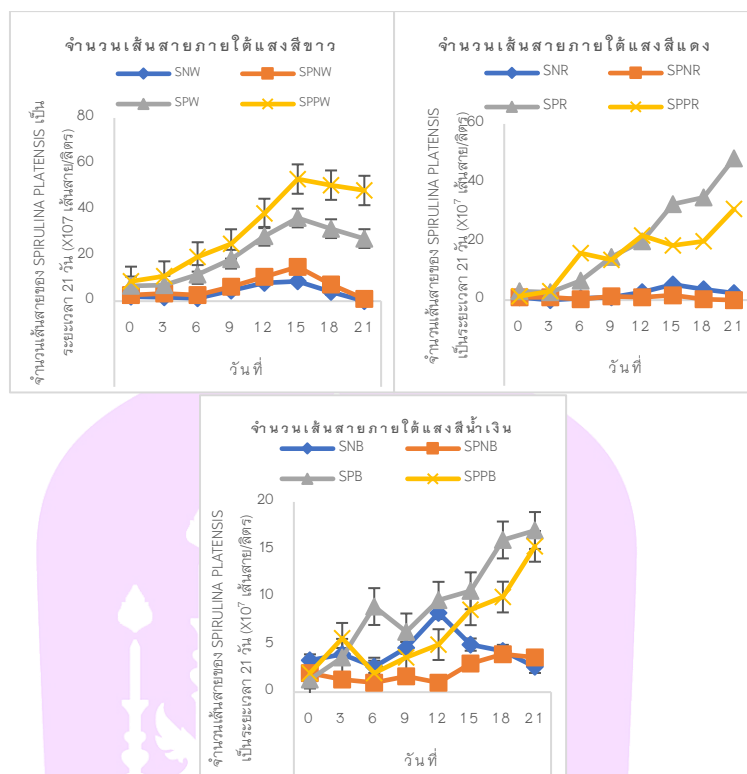 จำนวนเส้นสายภายใต้แสงสีขาว
SNW SPNW
SPW SPPW
จำนวนเส้นสายของ SPIRULINA PLATENSIS เป็น
ระยะเวลา 21 วัน (X107 เส้นสาย/ลิตร)
80
60
40
20
0
0 3 6 9 12 15 18 21
วันที่
จำนวนเส้นสายภายใต้แสงสีแดง
SNR SPNR
SPR SPPR
จำนวนเส้นสายของ SPIRULINA PLATENSIS
เป็นระยะเวลา 21 วัน (X10⁷ เส้นสาย/ลิตร)
60
40
20
0
0 3 6 9 12 15 18 21
วันที่
จำนวนเส้นสายภายใต้แสงสีน้ำเงิน
SNB SPNB
SPB SPPB
จำนวนเส้นสายของ SPIRULINA PLATENSIS
เป็นระยะเวลา 21 วัน (X10⁷ เส้นสาย/ลิตร)
20
15
10
5
0
0 3 6 9 12 15 18 21
วันที่